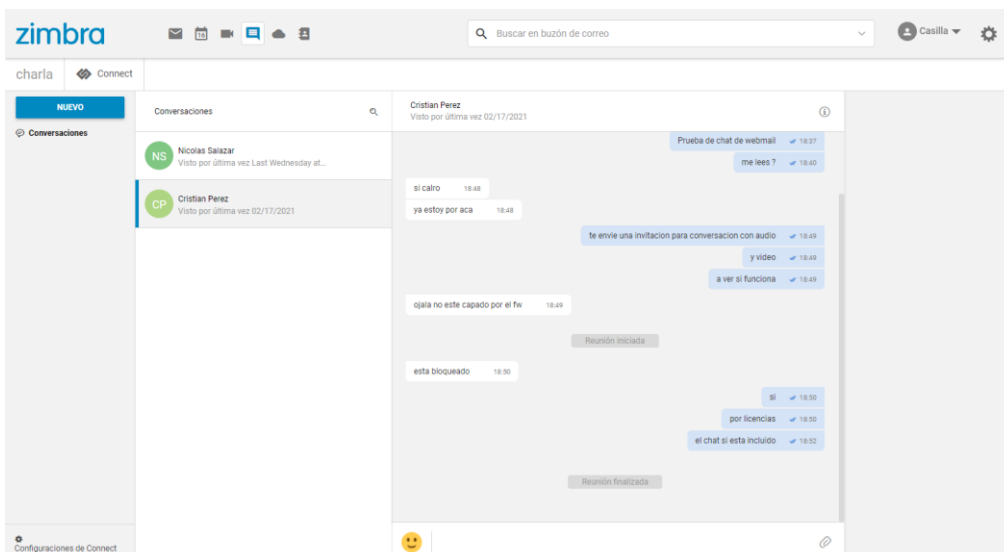 zimbra
16
Buscar en buzón de correo
Casilla
charla
Connect
NUEVO
Conversaciones
Conversaciones
NS
Nicolas Salazar
Visto por última vez Last Wednesday at...
CP
Cristian Perez
Visto por última vez 02/17/2021
Cristian Perez
Visto por última vez 02/17/2021
Prueba de chat de webmail 18:37
me lees ? 18:40
si calro 18:48
ya estoy por aca 18:48
te envie una invitacion para conversacion con audio 18:49
y video 18:49
a ver si funciona 18:49
ojala no este capado por el fw 18:49
Reunión iniciada
esta bloqueado 18:50
si 18:50
por licencias 18:50
el chat si esta incluido 18:52
Reunión finalizada
Configuraciones de Connect